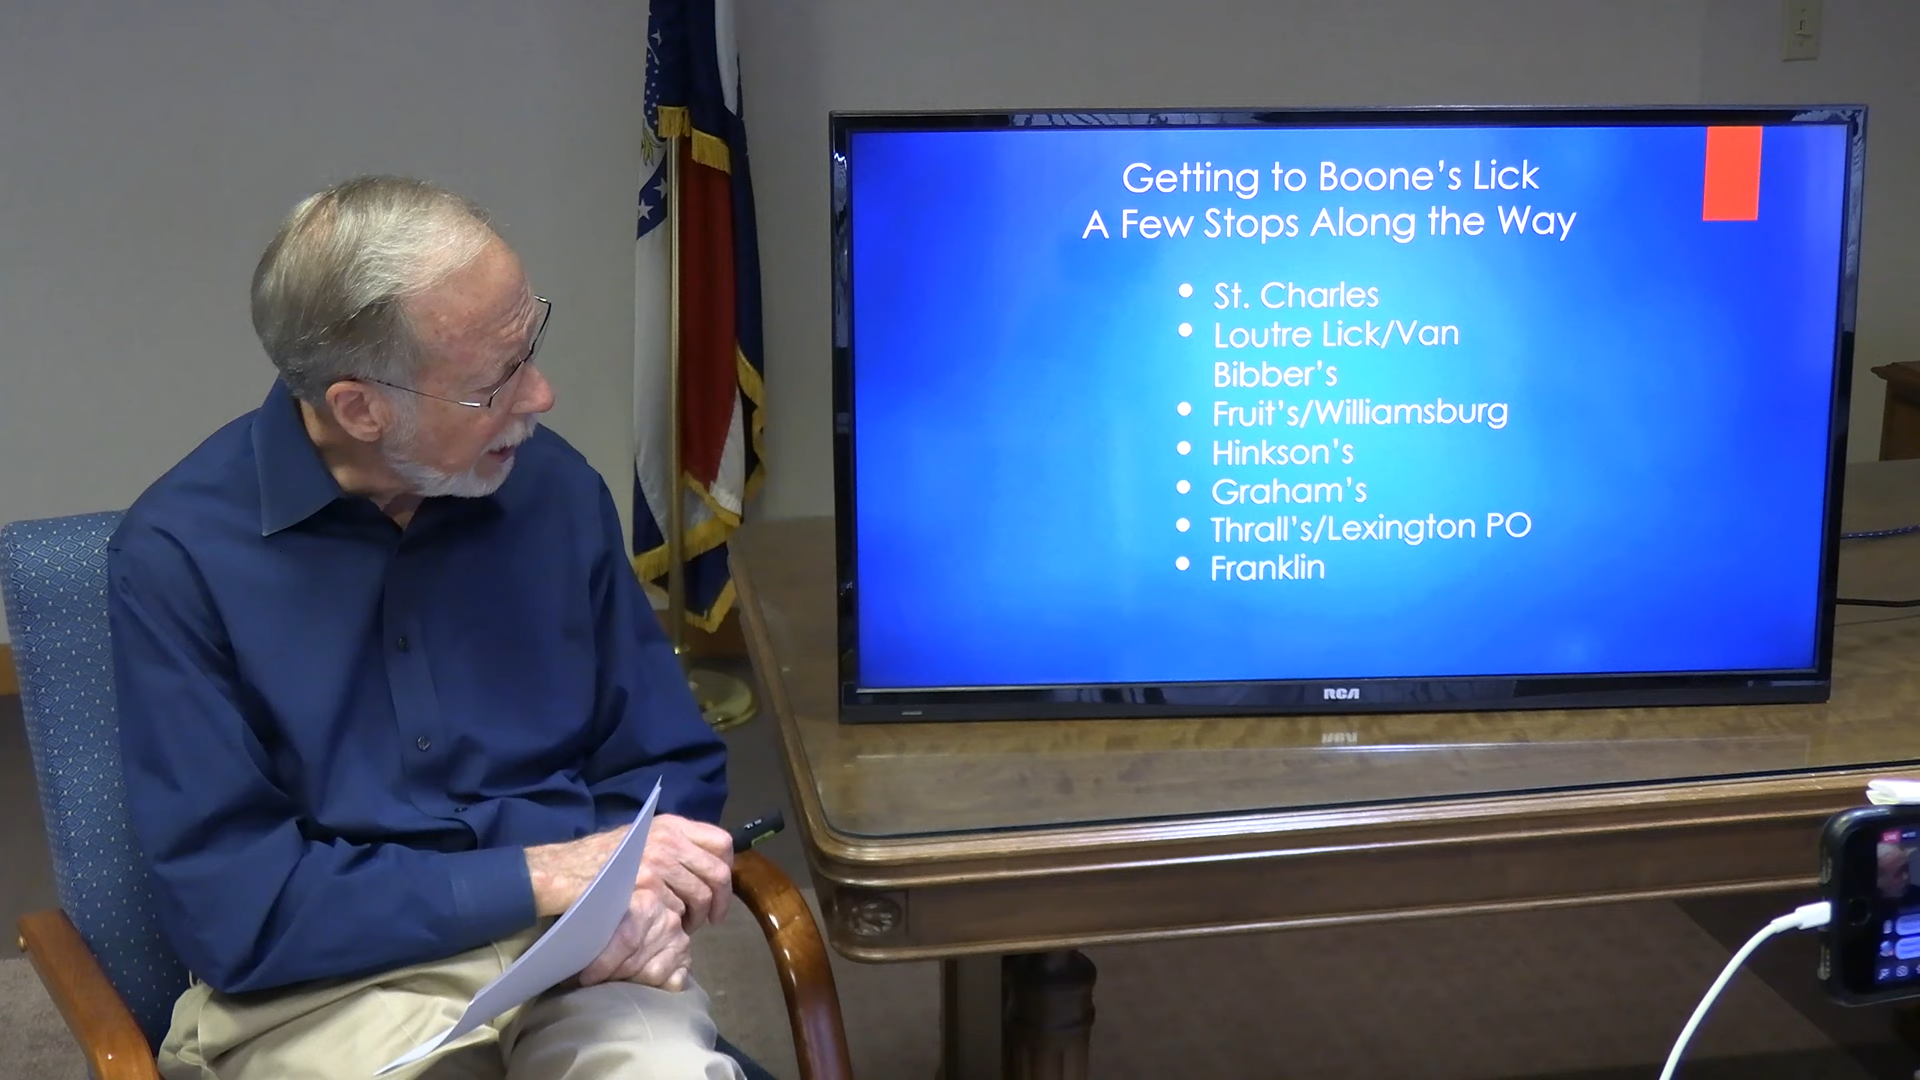 Getting to Boone's Lick
A Few Stops Along the Way
• St. Charles
• Loutre Lick/Van
Bibber's
• Fruit's/Williamsburg
• Hinkson's
• Graham's
• Thrall's/Lexington PO
• Franklin
RCA